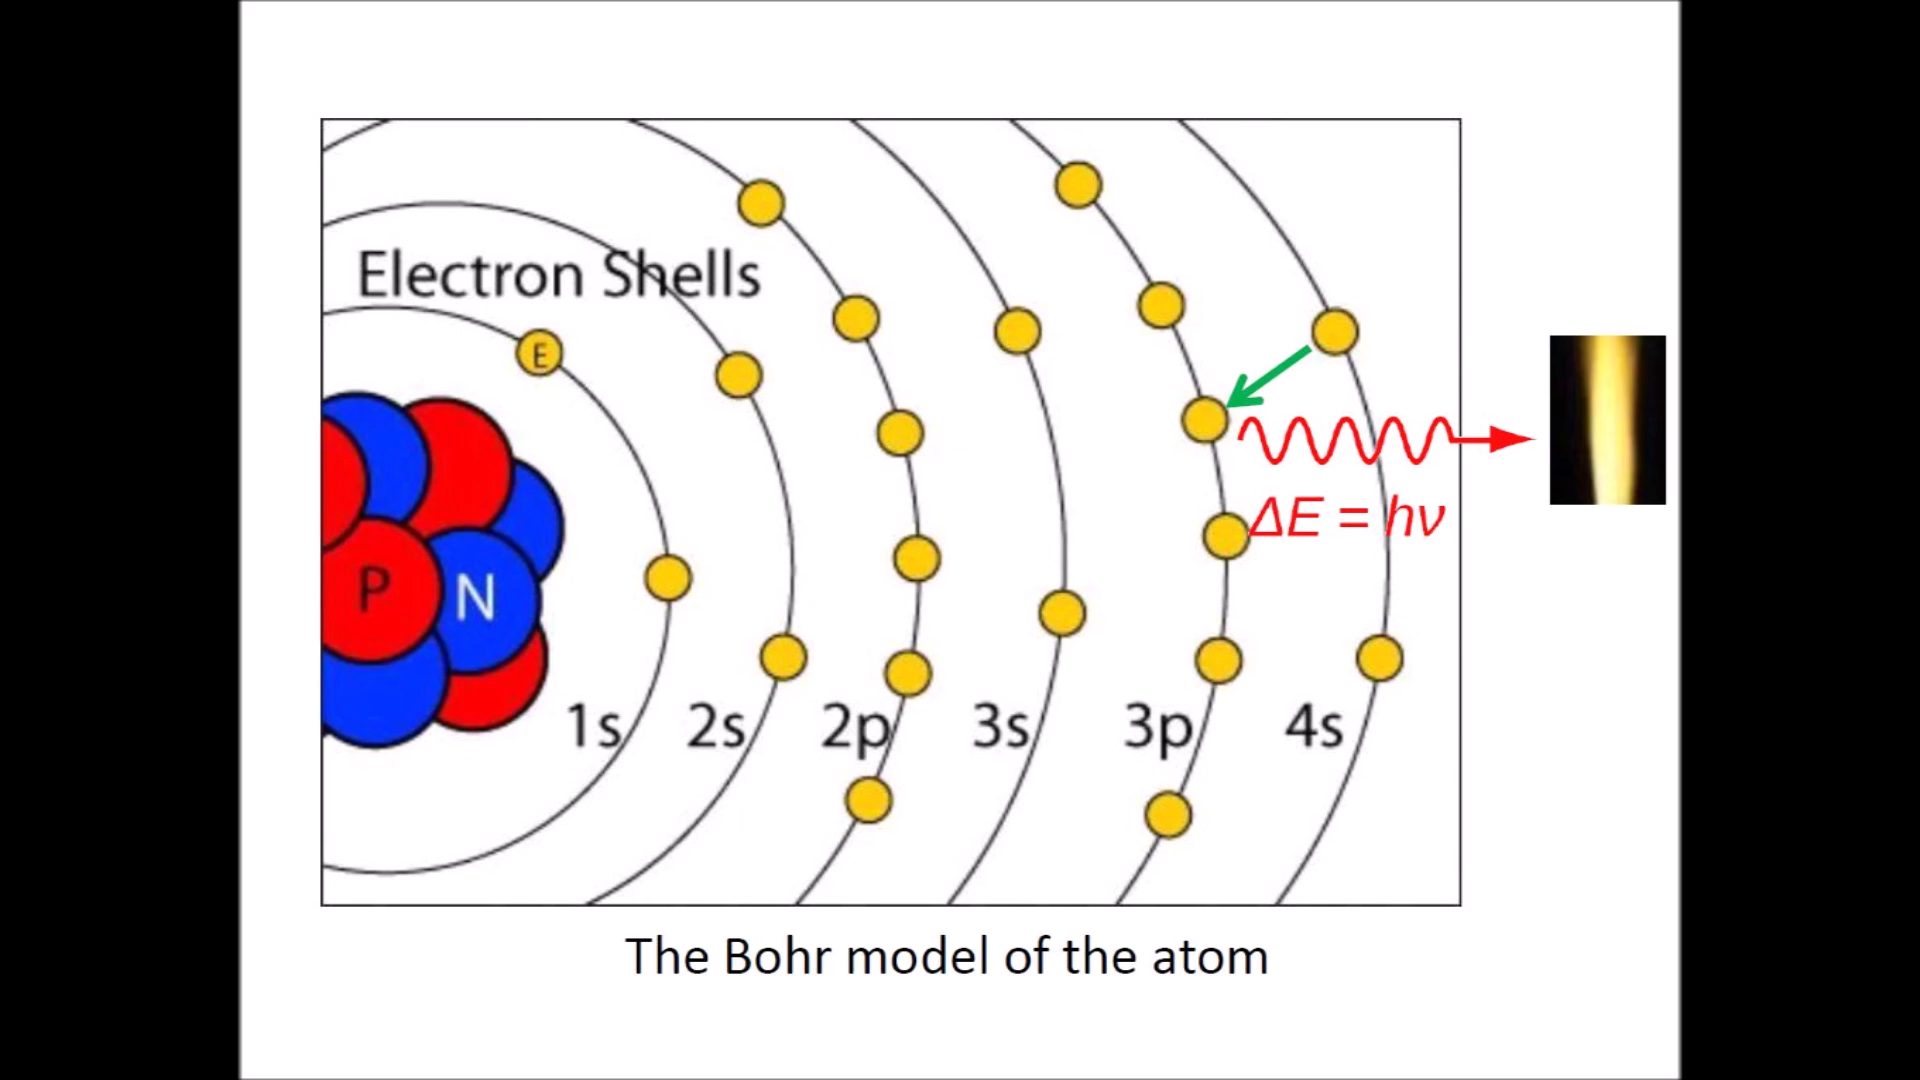 Electron Shells
E
P
N
ΔE = hν
1s 2s 2p 3s 3p 4s
The Bohr model of the atom